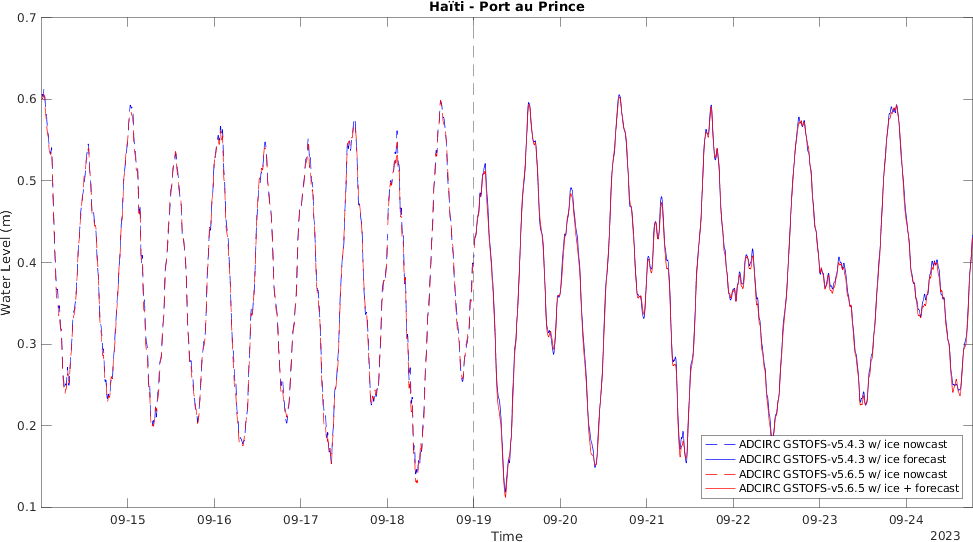 Haïti - Port au Prince
Water Level (m)
0.7
0.6
0.5
0.4
0.3
0.2
0.1
ADCIRC GSTOFS-v5.4.3 w/ ice nowcast
ADCIRC GSTOFS-v5.4.3 w/ ice forecast
ADCIRC GSTOFS-v5.6.5 w/ ice nowcast
ADCIRC GSTOFS-v5.6.5 w/ ice + forecast
09-15 09-16 09-17 09-18 09-19 09-20 09-21 09-22 09-23 09-24
Time
2023